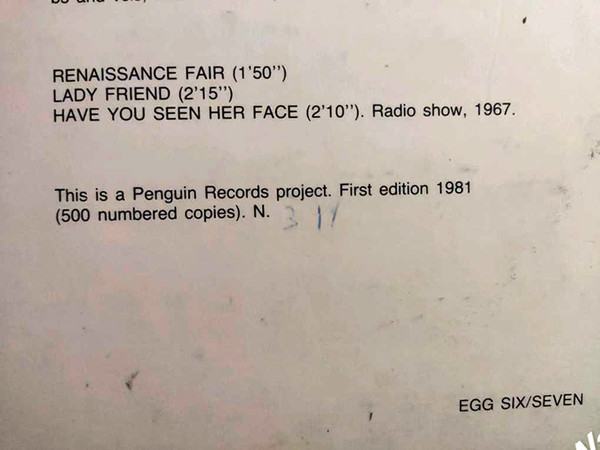 RENAISSANCE FAIR (1'50'')
LADY FRIEND (2'15'')
HAVE YOU SEEN HER FACE (2'10''). Radio show, 1967.
This is a Penguin Records project. First edition 1981
(500 numbered copies). N. 311
EGG SIX/SEVEN